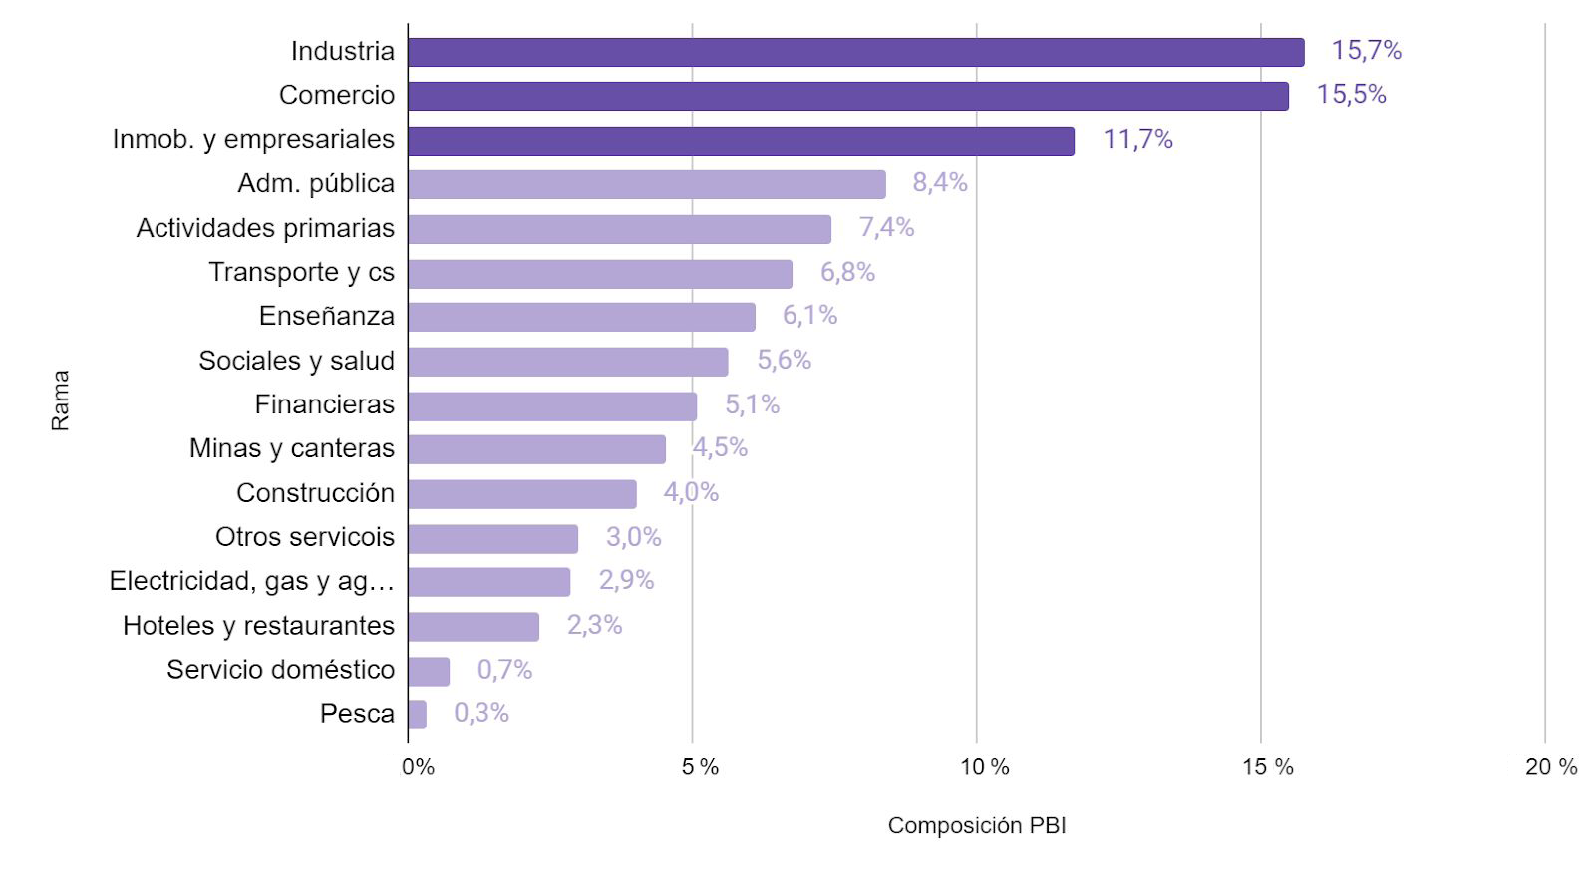 Rama
Industria 15,7%
Comercio 15,5%
Inmob. y empresariales 11,7%
Adm. pública 8,4%
Actividades primarias 7,4%
Transporte y cs 6,8%
Enseñanza 6,1%
Sociales y salud 5,6%
Financieras 5,1%
Minas y canteras 4,5%
Construcción 4,0%
Otros servicois 3,0%
Electricidad, gas y ag… 2,9%
Hoteles y restaurantes 2,3%
Servicio doméstico 0,7%
Pesca 0,3%
0% 5 % 10 % 15 % 20 %
Composición PBI